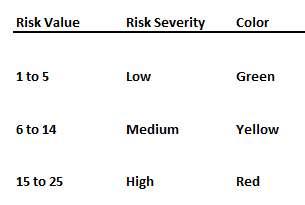 Risk Value Risk Severity Color
1 to 5 Low Green
6 to 14 Medium Yellow
15 to 25 High Red